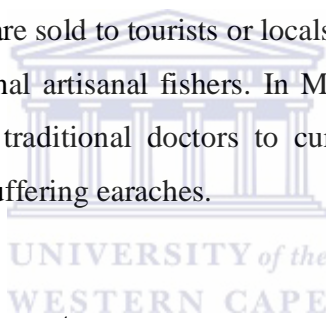 are sold to tourists or locals
nal artisanal fishers. In M
traditional doctors to cur
uffering earaches.
UNIVERSITY of the
WESTERN CAPE